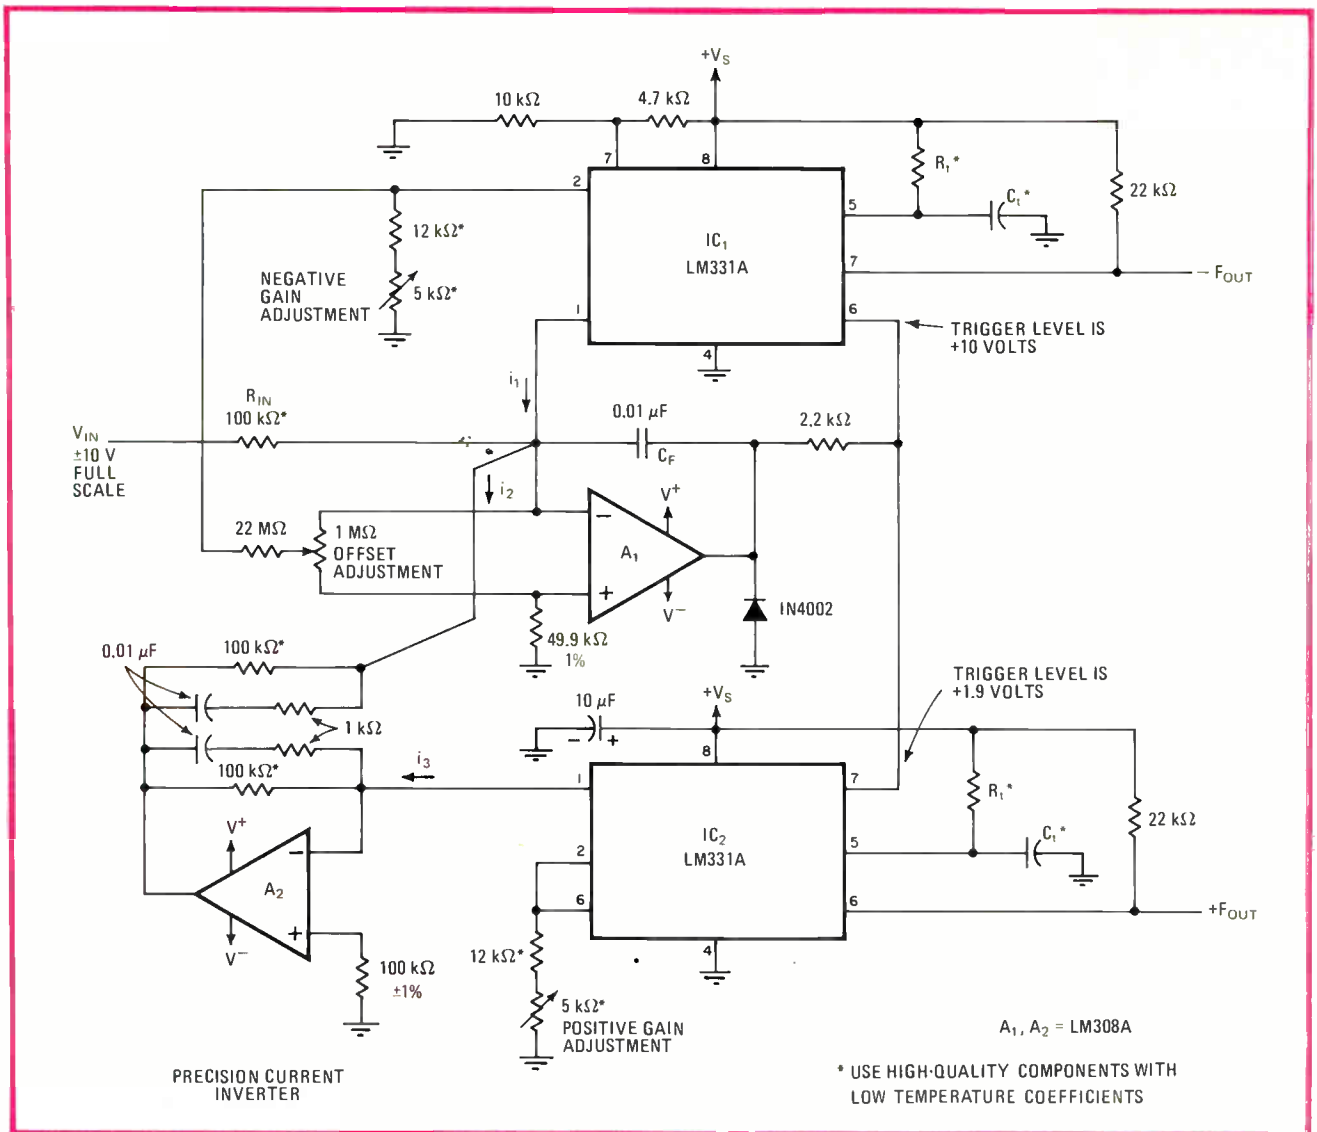 +VS
10 kΩ
4.7 kΩ
7
8
2
Rt*
Ct*
22 kΩ
12 kΩ*
5
IC1
LM331A
NEGATIVE
GAIN
ADJUSTMENT
5 kΩ*
7
-FOUT
1
6
TRIGGER LEVEL IS
+10 VOLTS
4
i1
RIN
100 kΩ*
0.01 µF
2.2 kΩ
VIN
±10 V
FULL
SCALE
CF
i2
V+
22 MΩ
1 MΩ
OFFSET
ADJUSTMENT
−
A1
+
V−
IN4002
49.9 kΩ
1%
100 kΩ*
0.01 µF
TRIGGER LEVEL IS
+1.9 VOLTS
10 µF
− +
+VS
1 kΩ
8
100 kΩ*
i3
1
7
Rt*
22 kΩ
V+
IC2
LM331A
Ct*
−
A2
2
5
6
6
+FOUT
+
V−
12 kΩ*
4
100 kΩ
±1%
5 kΩ*
POSITIVE GAIN
ADJUSTMENT
A1, A2 = LM308A
PRECISION CURRENT
INVERTER
* USE HIGH-QUALITY COMPONENTS WITH
LOW TEMPERATURE COEFFICIENTS